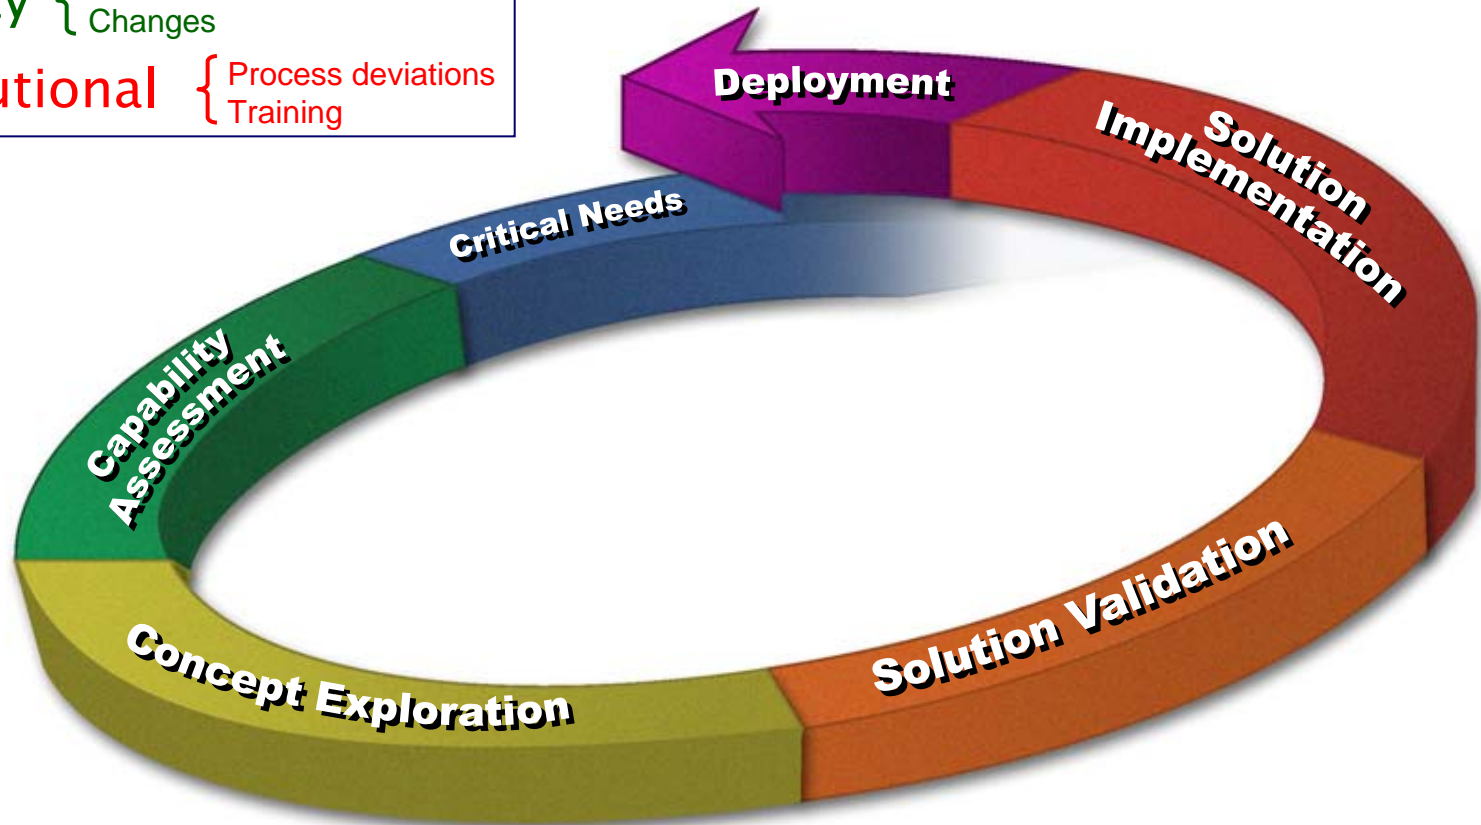 Changes
Process deviations
Training
Deployment
Solution
Implementation
Critical Needs
Capability
Assessment
Solution Validation
Concept Exploration